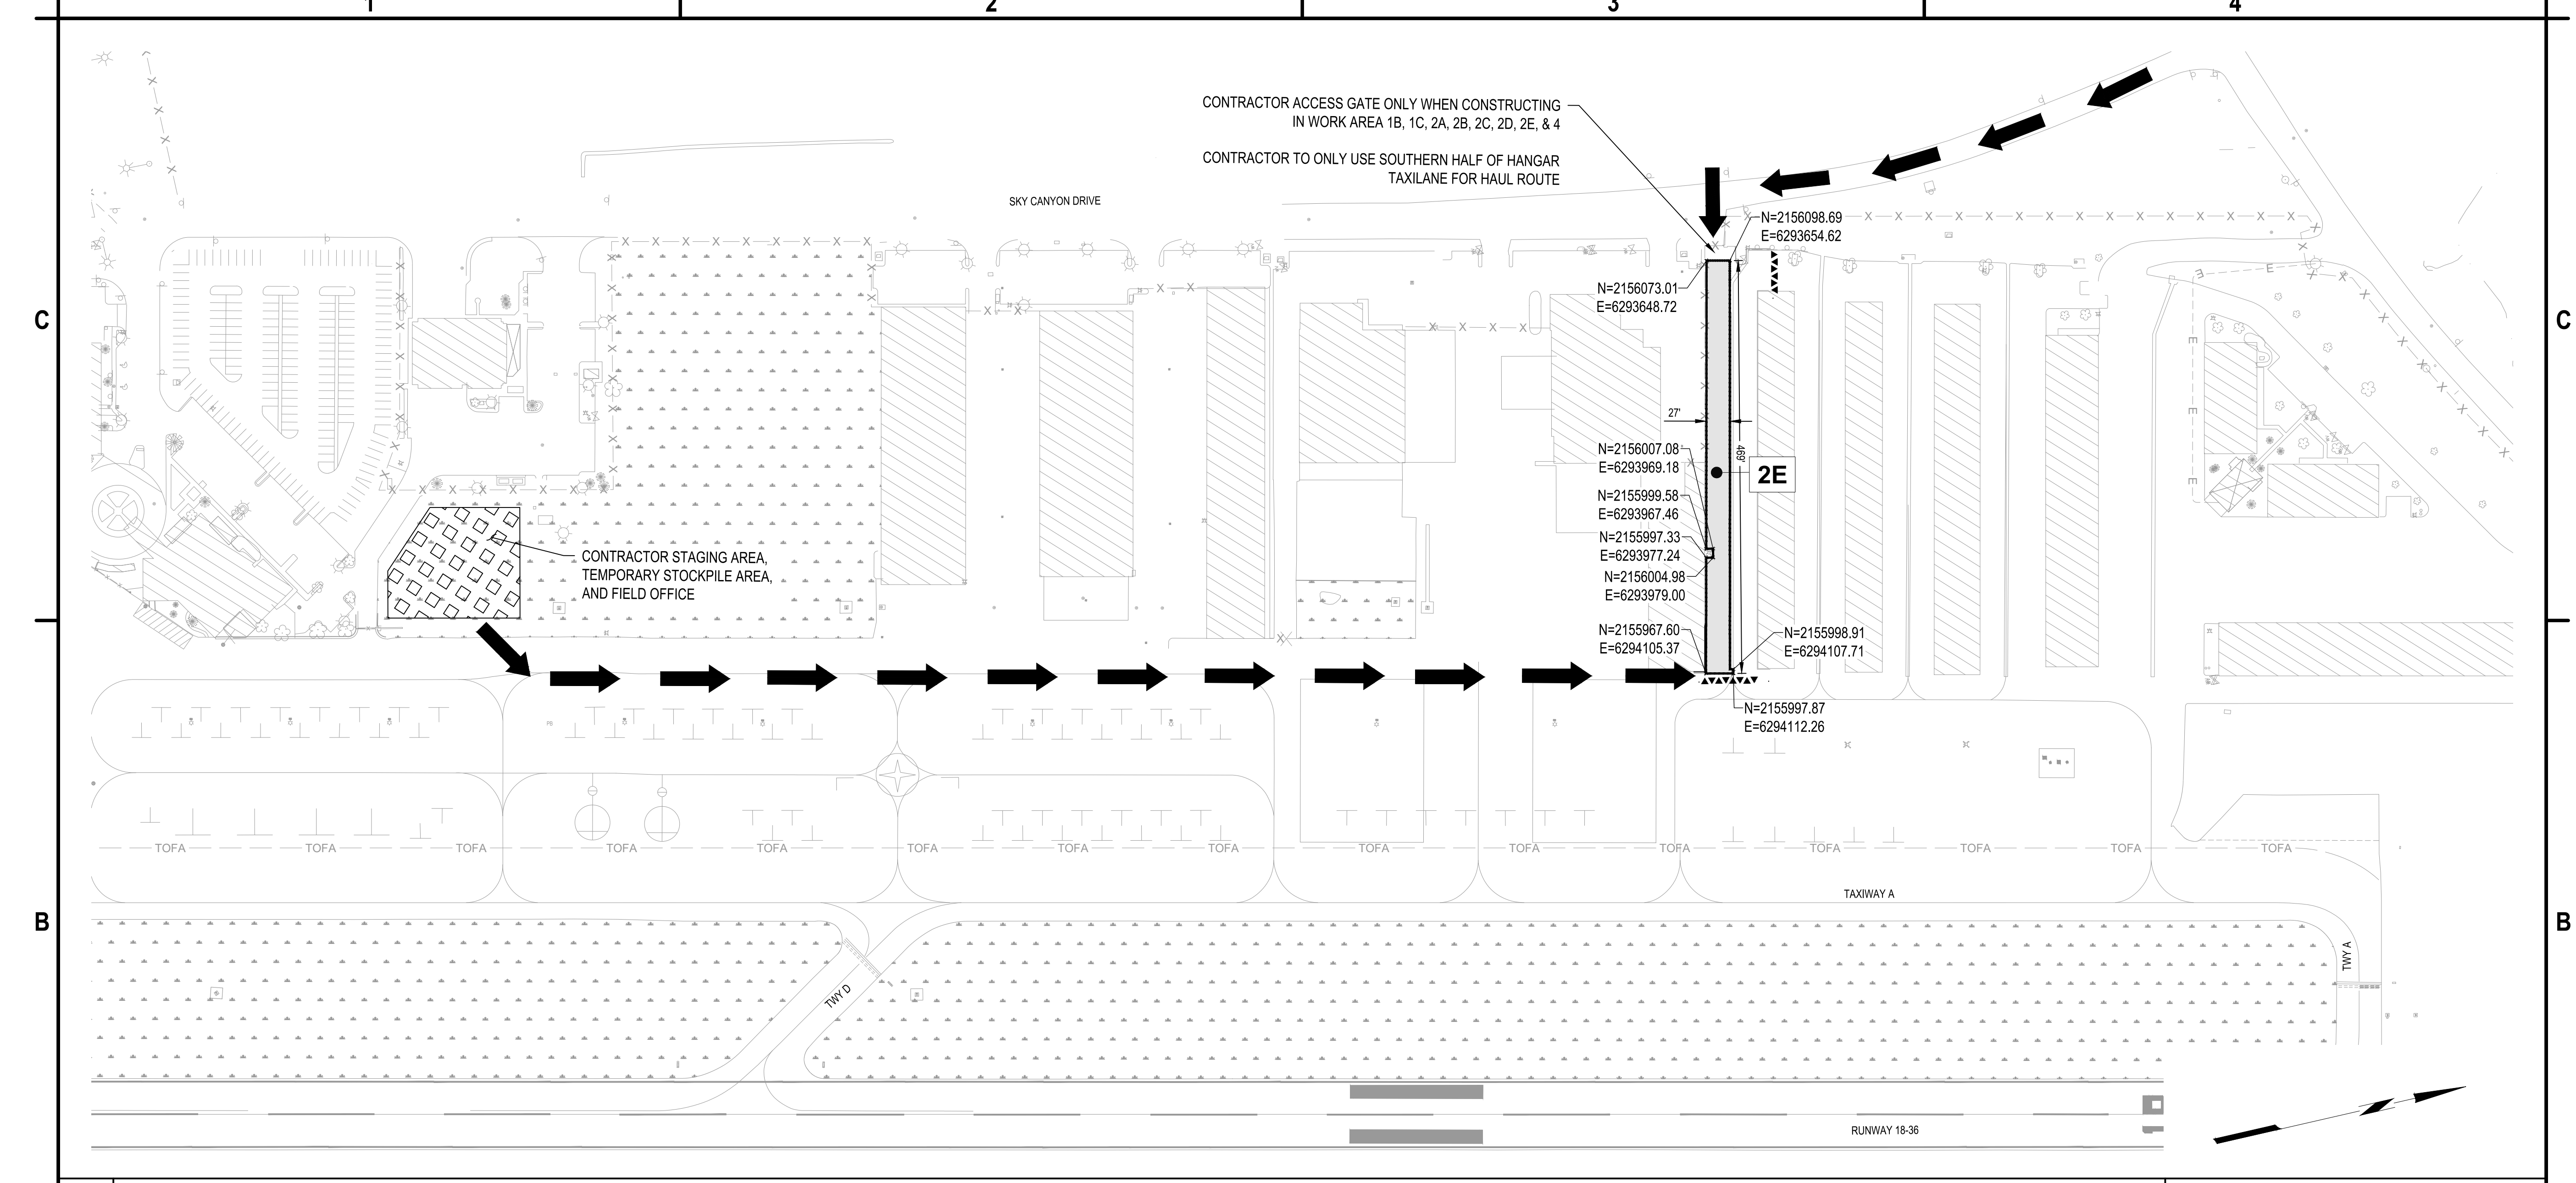 1
2
3
4
CONTRACTOR ACCESS GATE ONLY WHEN CONSTRUCTING
IN WORK AREA 1B, 1C, 2A, 2B, 2C, 2D, 2E, & 4
CONTRACTOR TO ONLY USE SOUTHERN HALF OF HANGAR
TAXILANE FOR HAUL ROUTE
SKY CANYON DRIVE
N=2156098.69
E=6293654.62
N=2156073.01
E=6293648.72
C
C
27'
469'
2E
N=2156007.08
E=6293969.18
N=2155999.58
E=6293967.46
N=2155997.33
E=6293977.24
N=2156004.98
E=6293979.00
N=2155967.60
E=6294105.37
N=2155998.91
E=6294107.71
N=2155997.87
E=6294112.26
CONTRACTOR STAGING AREA,
TEMPORARY STOCKPILE AREA,
AND FIELD OFFICE
E
E
E
E
E
E
TOFA TOFA TOFA TOFA TOFA TOFA TOFA TOFA TOFA TOFA TOFA TOFA TOFA TOFA TOFA
TAXIWAY A
B
B
TWY D
TWY A
RUNWAY 18-36